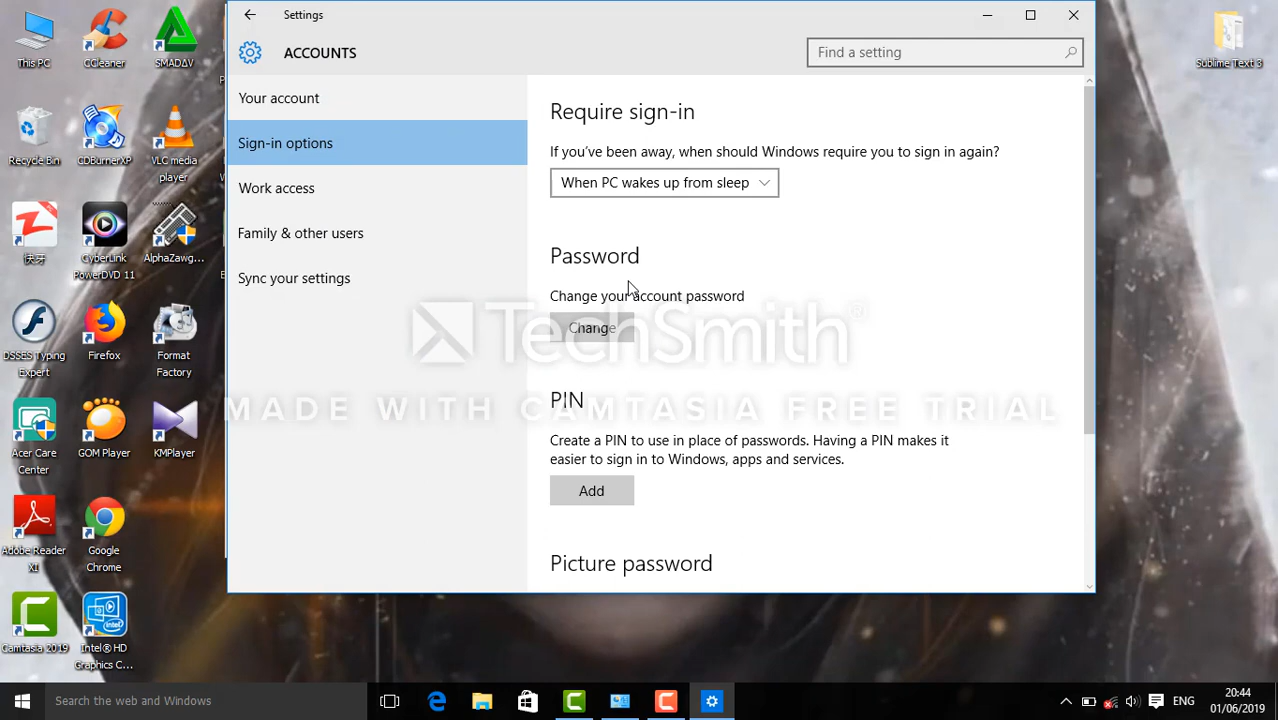 Settings
ACCOUNTS
Find a setting
Your account
Sign-in options
Work access
Family & other users
Sync your settings
Require sign-in
If you've been away, when should Windows require you to sign in again?
When PC wakes up from sleep
Password
Change your account password
Change
PIN
Create a PIN to use in place of passwords. Having a PIN makes it
easier to sign in to Windows, apps and services.
Add
Picture password
TechSmith®
MADE WITH CAMTASIA FREE TRIAL
This PC
CCleaner
SMADΔV
Recycle Bin
CDBurnerXP
VLC media
player
快牙
CyberLink
PowerDVD 11
AlphaZawg...
DSSES Typing
Expert
Firefox
Format
Factory
Acer Care
Center
GOM Player
KMPlayer
Adobe Reader
XI
Google
Chrome
Camtasia 2019
Intel® HD
Graphics C...
Sublime Text 3
Search the web and Windows
ENG
20:44
01/06/2019